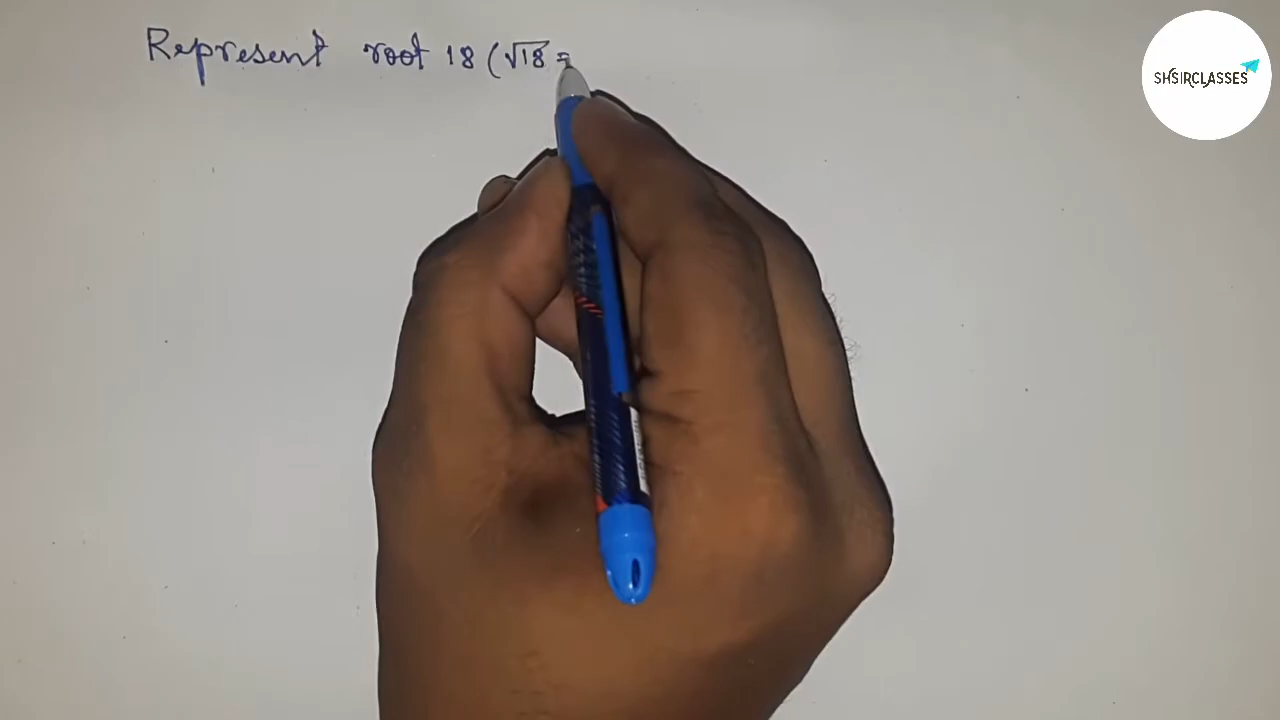 Represent root 18 (√18 =
SHSIRCLASSES